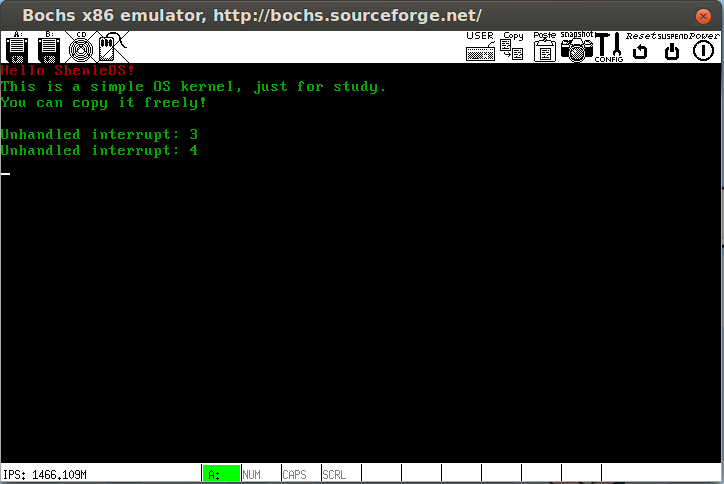 Bochs x86 emulator, http://bochs.sourceforge.net/
A: B: CD USER Copy Paste snapshot CONFIG Reset SUSPEND Power
Hello ShenleOS!
This is a simple OS kernel, just for study.
You can copy it freely!
Unhandled interrupt: 3
Unhandled interrupt: 4
IPS: 1466.109M A: NUM CAPS SCRL